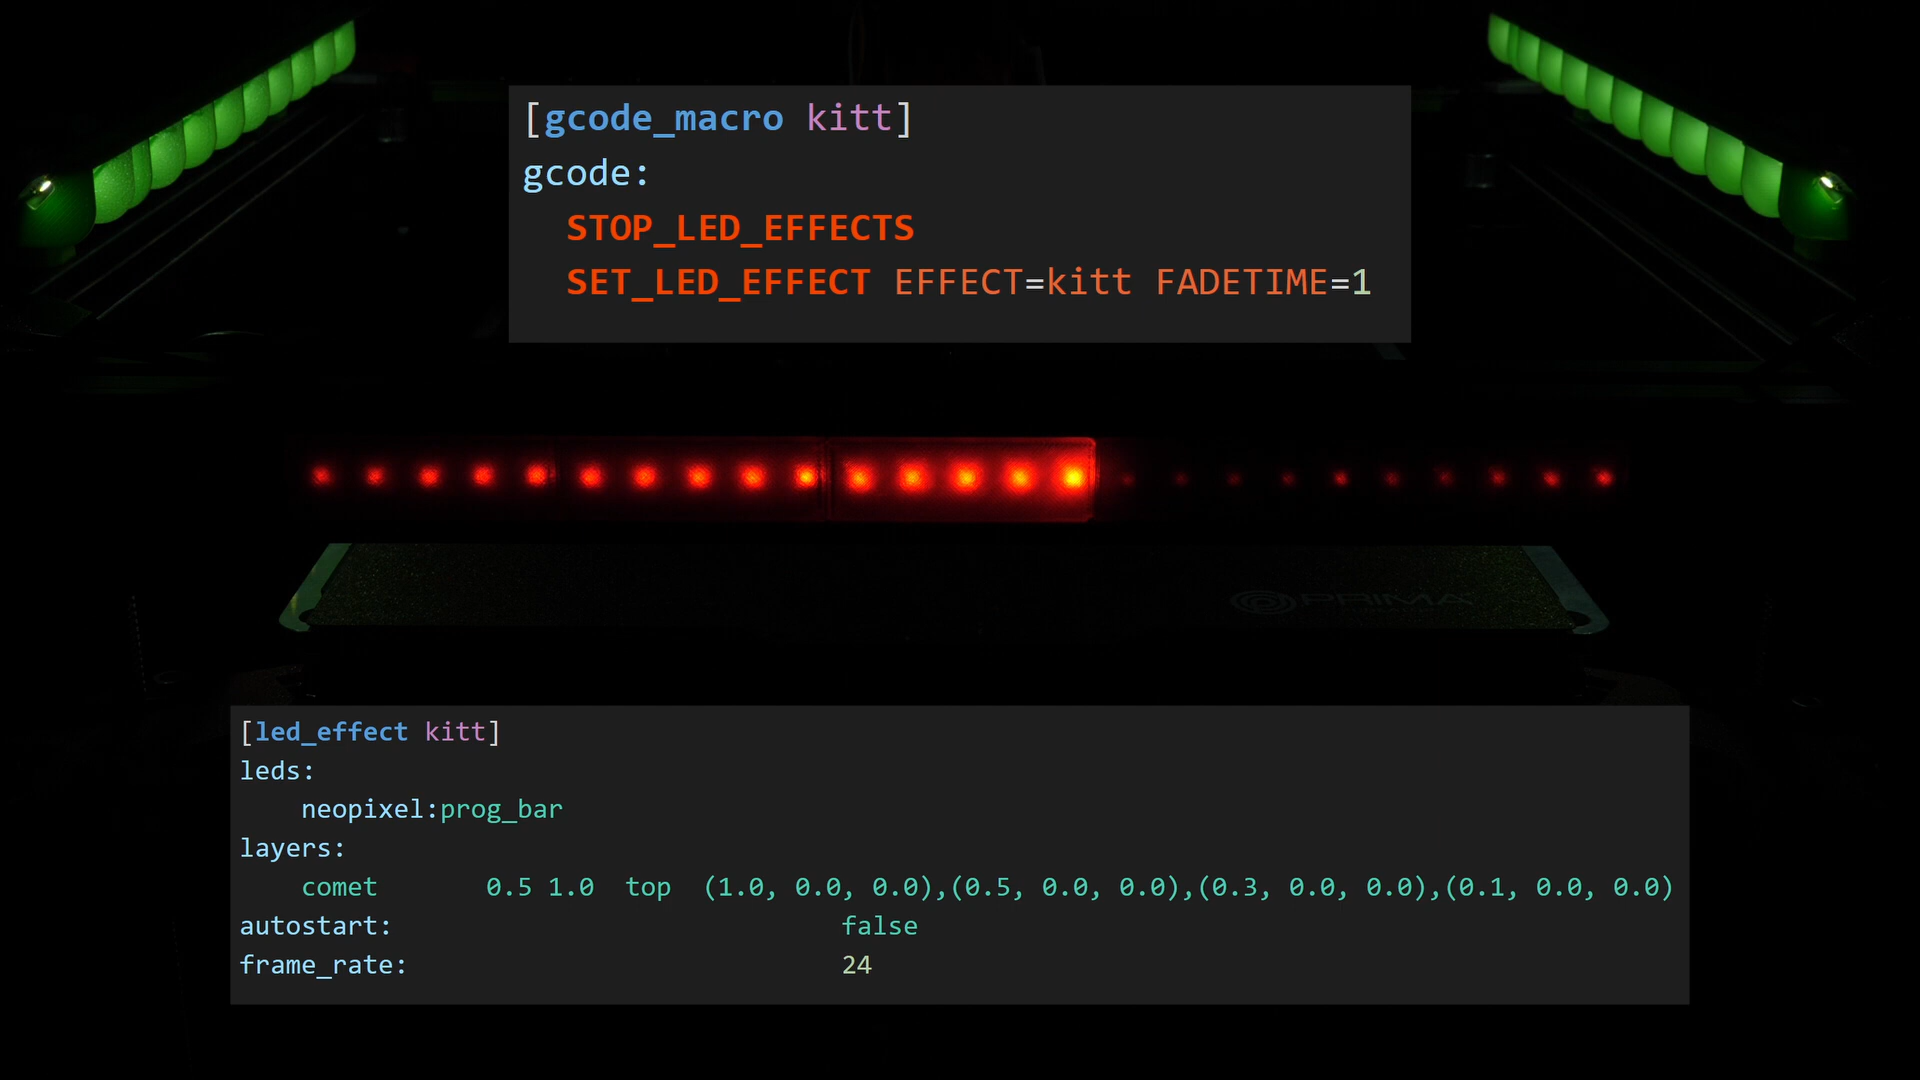 [gcode_macro kitt]
gcode:
  STOP_LED_EFFECTS
  SET_LED_EFFECT EFFECT=kitt FADETIME=1
PRIMA
[led_effect kitt]
leds:
    neopixel:prog_bar
layers:
    comet       0.5 1.0  top  (1.0, 0.0, 0.0),(0.5, 0.0, 0.0),(0.3, 0.0, 0.0),(0.1, 0.0, 0.0)
autostart:                             false
frame_rate:                            24